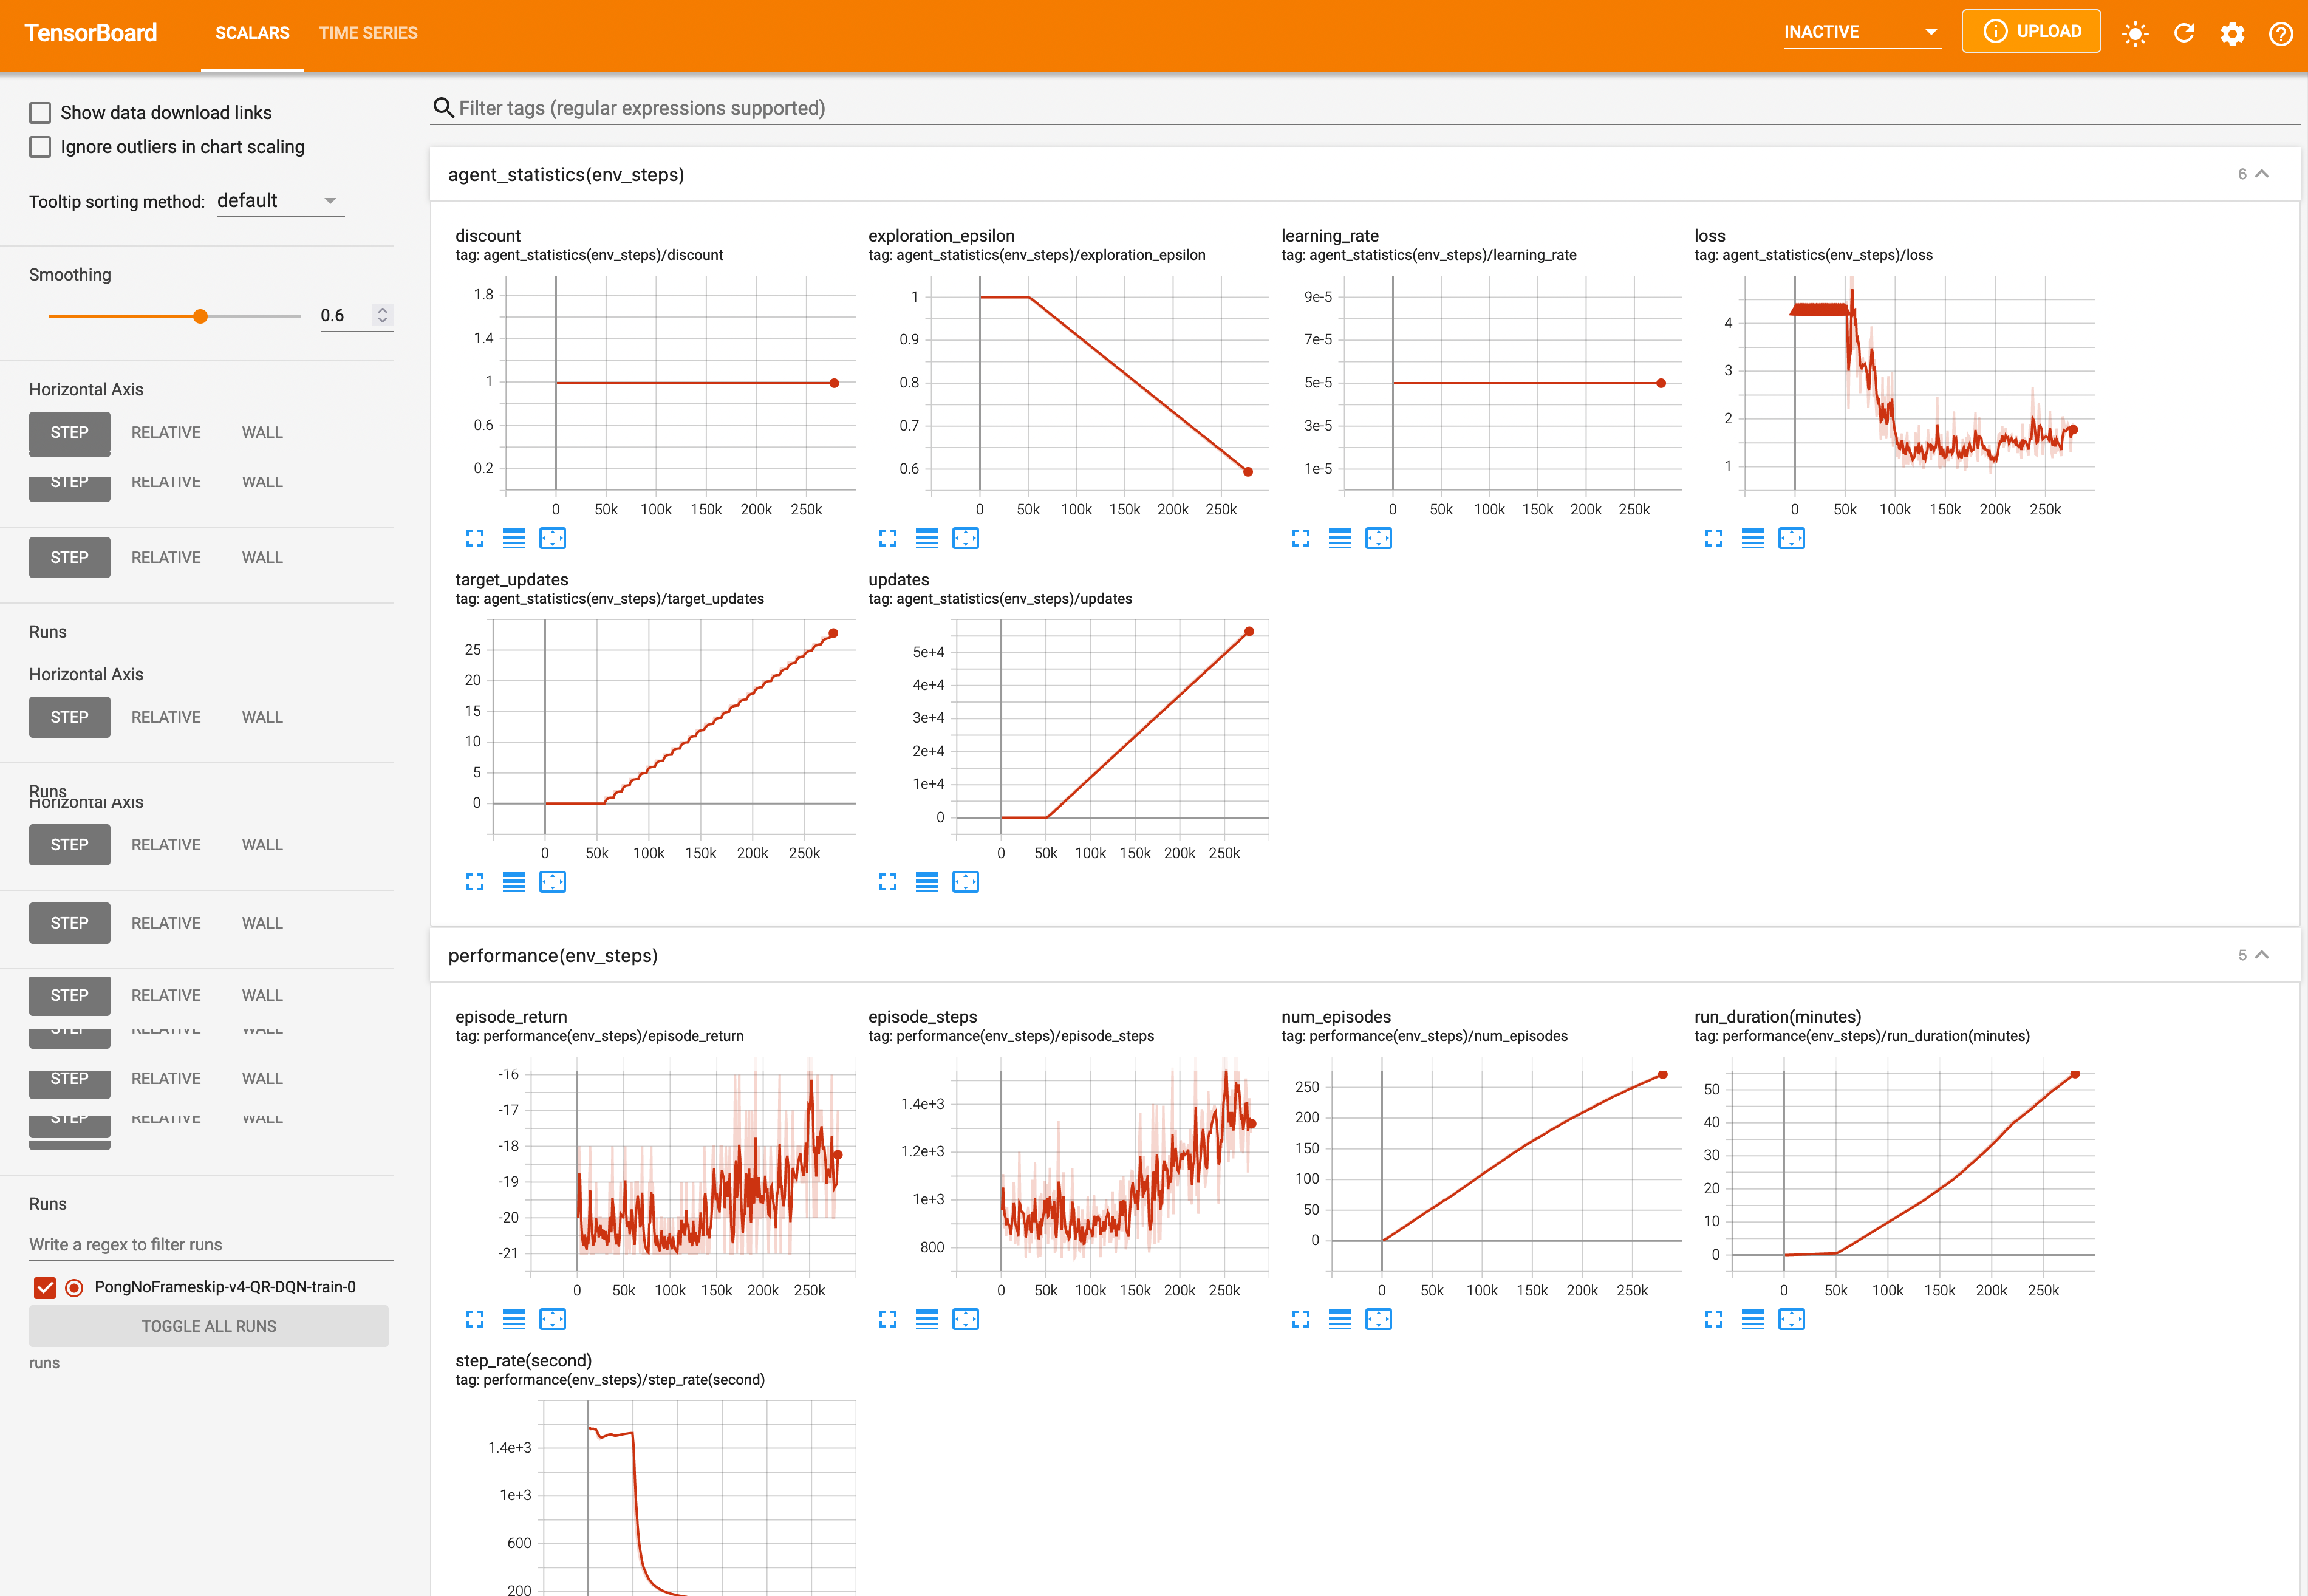 TensorBoard
SCALARS
TIME SERIES
INACTIVE
UPLOAD
Show data download links
Ignore outliers in chart scaling
Tooltip sorting method: default
Smoothing
0.6
Horizontal Axis
STEP RELATIVE WALL
STEP RELATIVE WALL
STEP RELATIVE WALL
Runs
Horizontal Axis
STEP RELATIVE WALL
Runs
Horizontal Axis
STEP RELATIVE WALL
STEP RELATIVE WALL
STEP RELATIVE WALL
STEP RELATIVE WALL
STEP RELATIVE WALL
STEP RELATIVE WALL
Runs
Write a regex to filter runs
PongNoFrameskip-v4-QR-DQN-train-0
TOGGLE ALL RUNS
runs
Filter tags (regular expressions supported)
agent_statistics(env_steps)
6
discount
tag: agent_statistics(env_steps)/discount
1.8
1.4
1
0.6
0.2
0 50k 100k 150k 200k 250k
exploration_epsilon
tag: agent_statistics(env_steps)/exploration_epsilon
1
0.9
0.8
0.7
0.6
0 50k 100k 150k 200k 250k
learning_rate
tag: agent_statistics(env_steps)/learning_rate
9e-5
7e-5
5e-5
3e-5
1e-5
0 50k 100k 150k 200k 250k
loss
tag: agent_statistics(env_steps)/loss
4
3
2
1
0 50k 100k 150k 200k 250k
target_updates
tag: agent_statistics(env_steps)/target_updates
25
20
15
10
5
0
0 50k 100k 150k 200k 250k
updates
tag: agent_statistics(env_steps)/updates
5e+4
4e+4
3e+4
2e+4
1e+4
0
0 50k 100k 150k 200k 250k
performance(env_steps)
5
episode_return
tag: performance(env_steps)/episode_return
-16
-17
-18
-19
-20
-21
0 50k 100k 150k 200k 250k
episode_steps
tag: performance(env_steps)/episode_steps
1.4e+3
1.2e+3
1e+3
800
0 50k 100k 150k 200k 250k
num_episodes
tag: performance(env_steps)/num_episodes
250
200
150
100
50
0
0 50k 100k 150k 200k 250k
run_duration(minutes)
tag: performance(env_steps)/run_duration(minutes)
50
40
30
20
10
0
0 50k 100k 150k 200k 250k
step_rate(second)
tag: performance(env_steps)/step_rate(second)
1.4e+3
1e+3
600
200